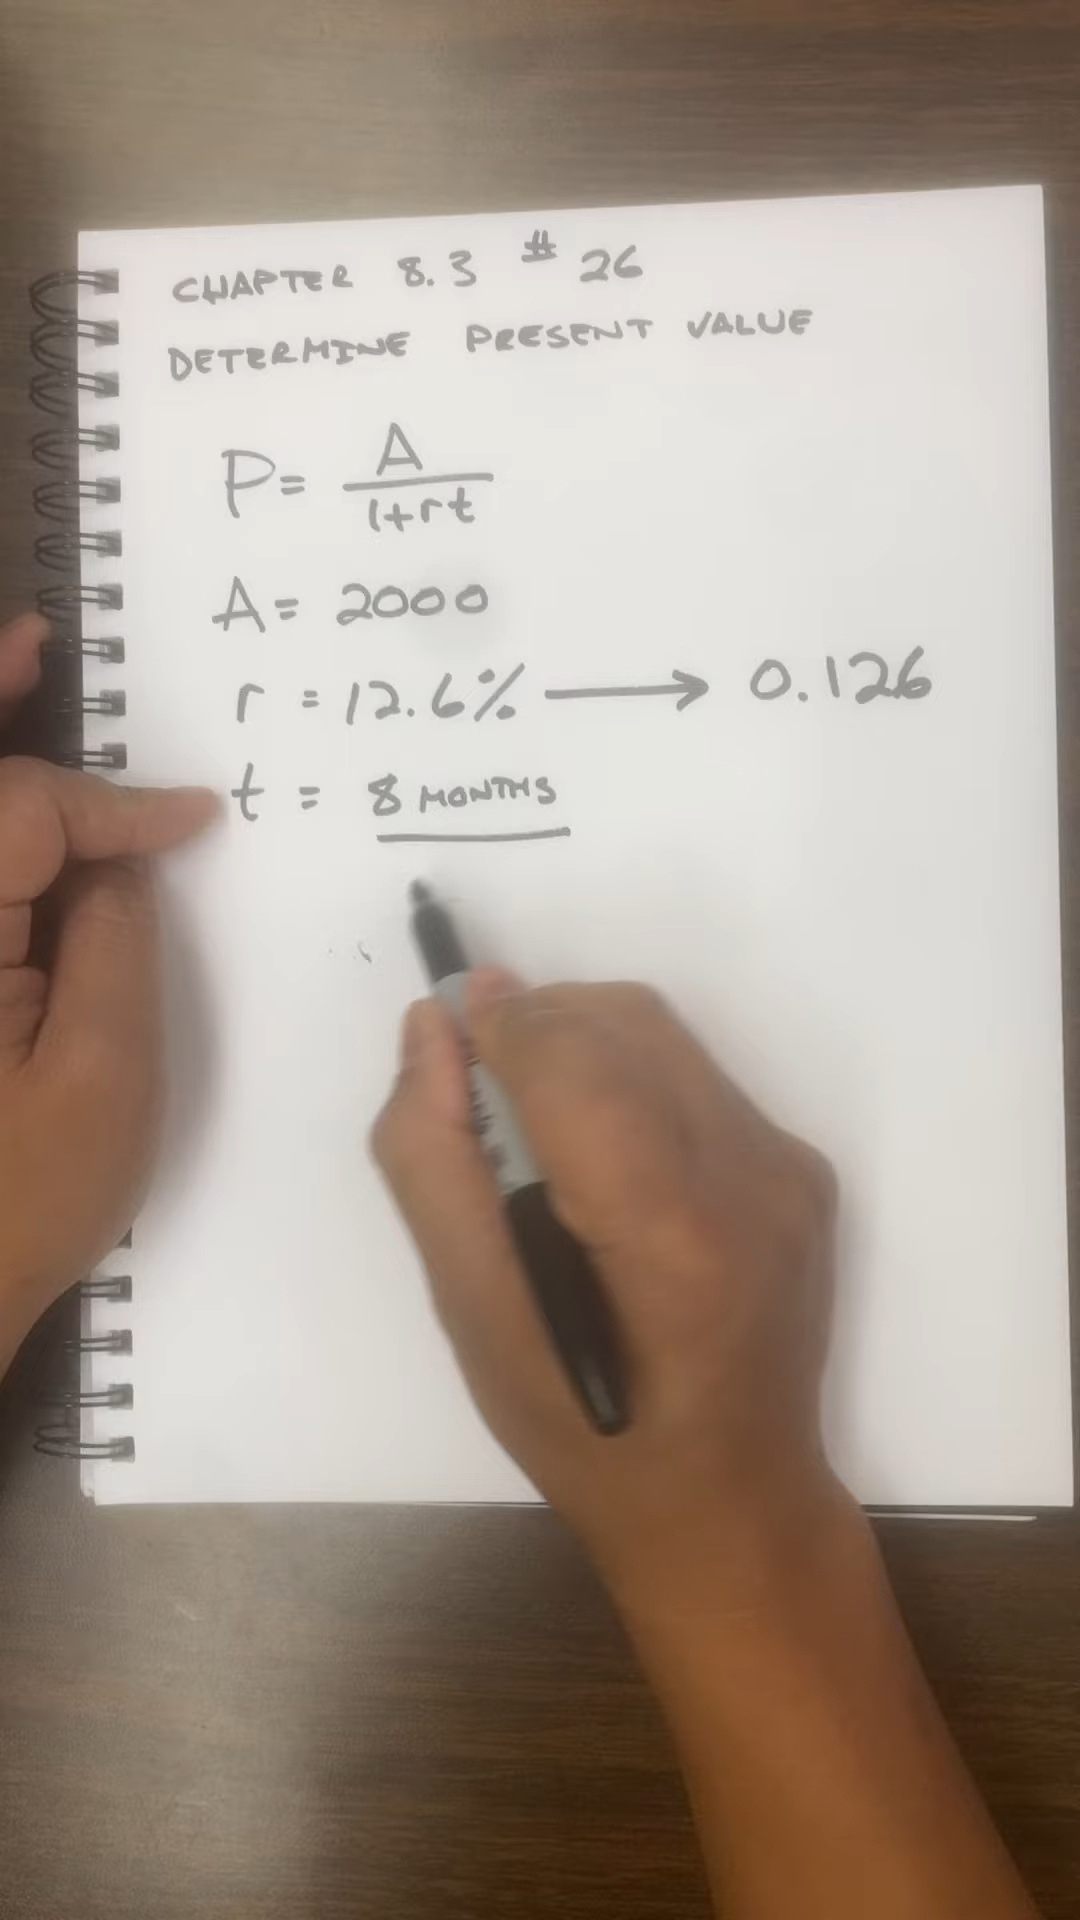 CHAPTER 8.3 # 26
DETERMINE PRESENT VALUE
P = A
1+rt
A = 2000
r = 12.6% → 0.126
t = 8 MONTHS